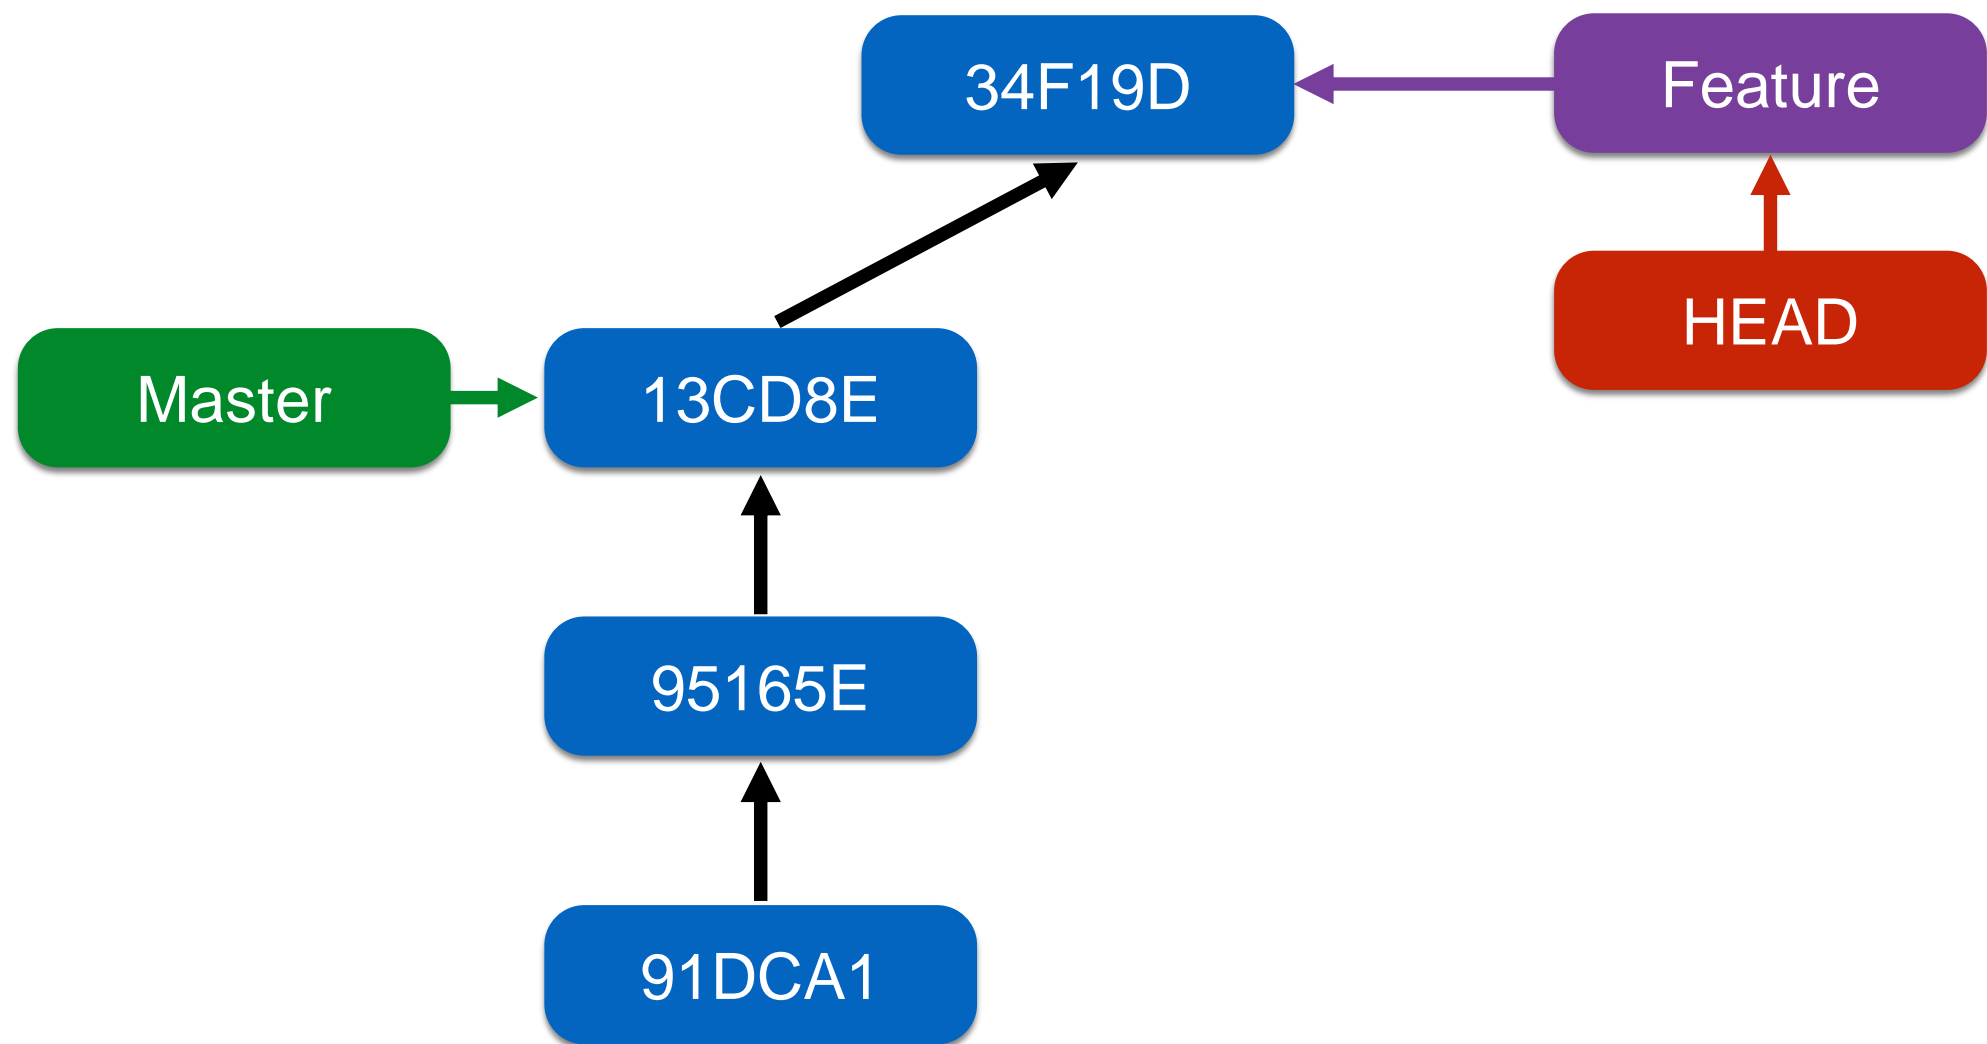 34F19D
Feature
HEAD
Master
13CD8E
95165E
91DCA1